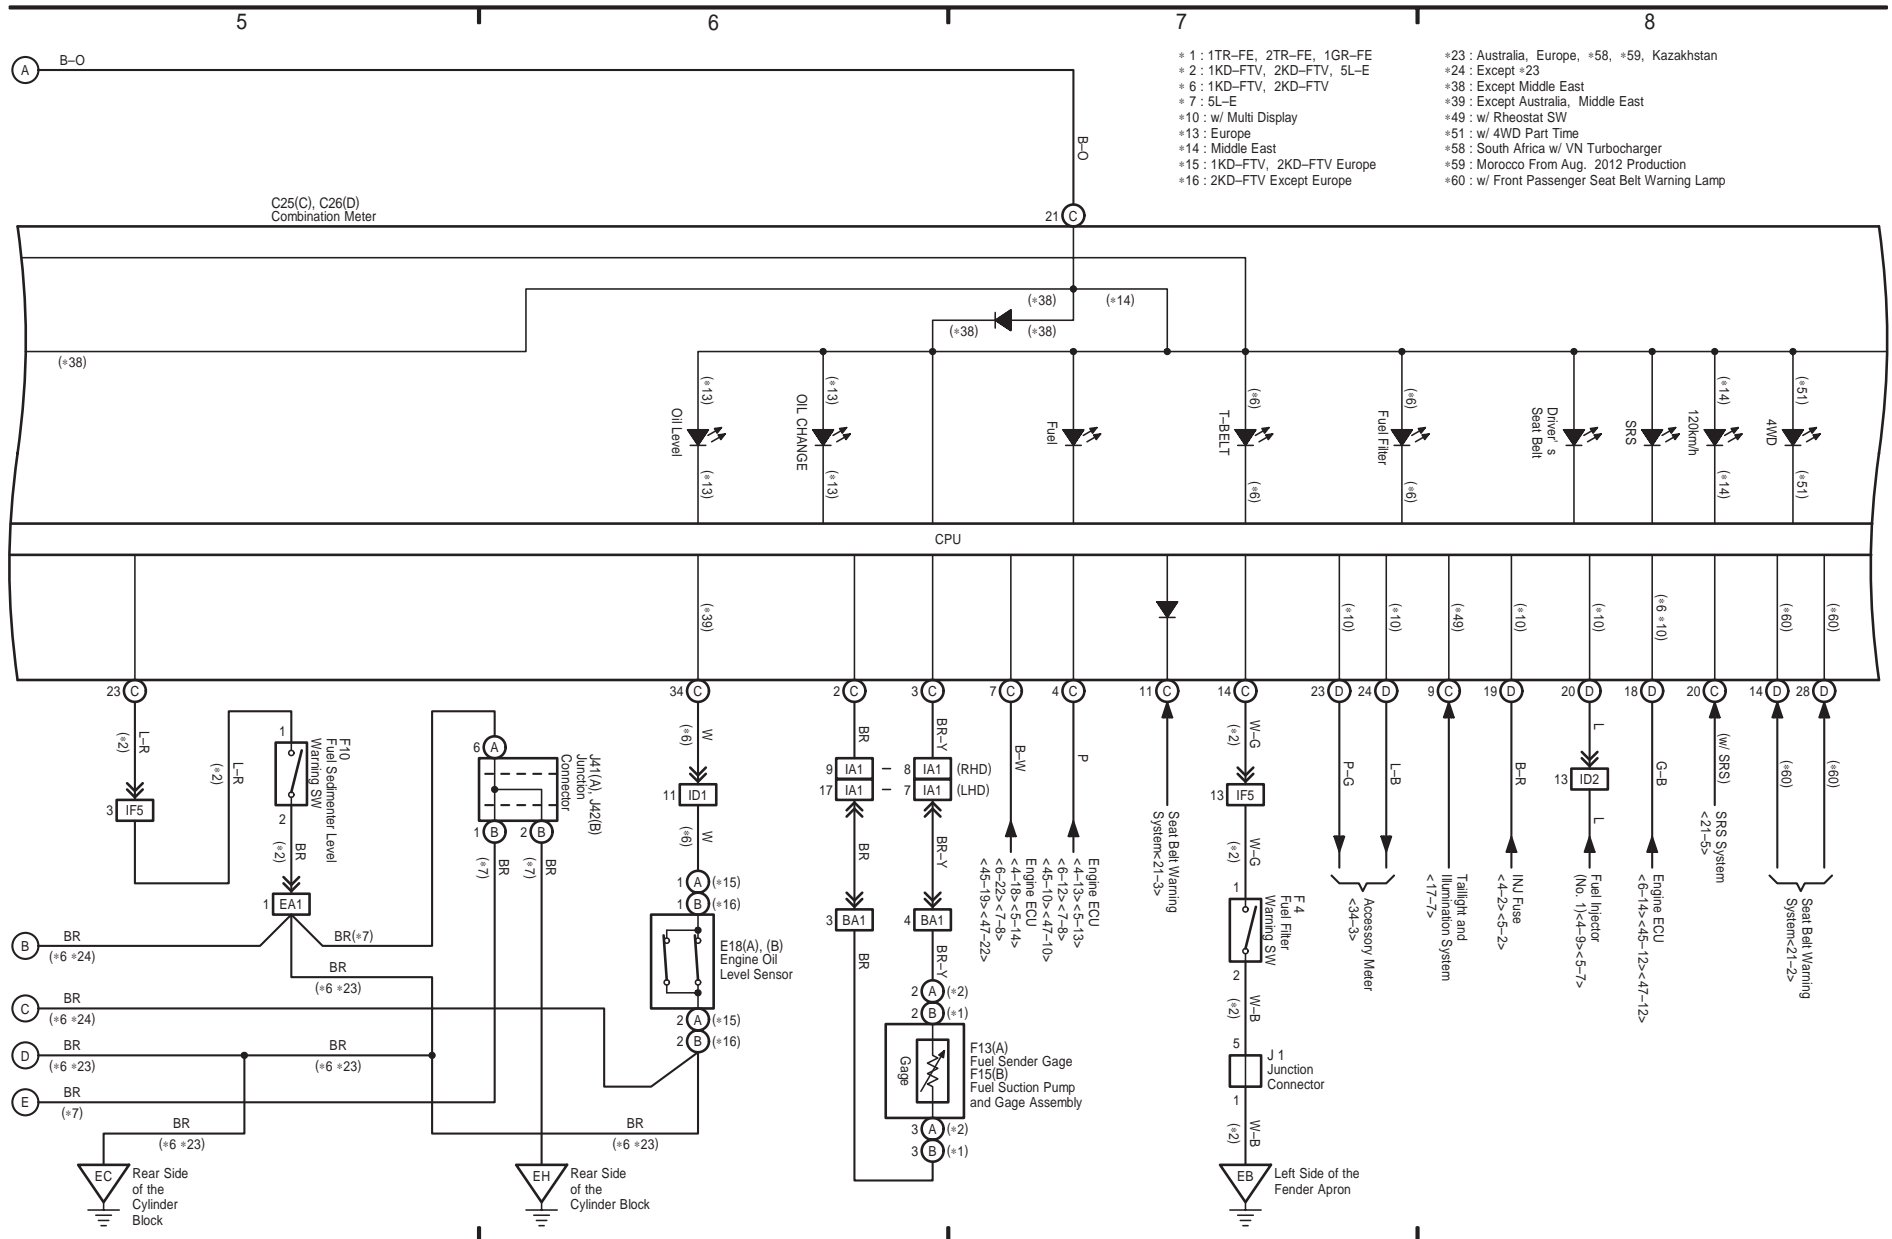 5
6
7
8
A
B–O
B–O
∗ 1 : 1TR–FE, 2TR–FE, 1GR–FE
∗ 2 : 1KD–FTV, 2KD–FTV, 5L–E
∗ 6 : 1KD–FTV, 2KD–FTV
∗ 7 : 5L–E
∗10 : w/ Multi Display
∗13 : Europe
∗14 : Middle East
∗15 : 1KD–FTV, 2KD–FTV Europe
∗16 : 2KD–FTV Except Europe
∗23 : Australia, Europe, ∗58, ∗59, Kazakhstan
∗24 : Except ∗23
∗38 : Except Middle East
∗39 : Except Australia, Middle East
∗49 : w/ Rheostat SW
∗51 : w/ 4WD Part Time
∗58 : South Africa w/ VN Turbocharger
∗59 : Morocco From Aug. 2012 Production
∗60 : w/ Front Passenger Seat Belt Warning Lamp
C25(C), C26(D)
Combination Meter
21 C
(∗38)
(∗14)
(∗38)
(∗38)
(∗38)
(∗13)
(∗13)
(∗6)
(∗6)
(∗14)
(∗51)
Oil Level
OIL CHANGE
Fuel
T–BELT
Fuel Filter
Driver' s
Seat Belt
SRS
120km/h
4WD
(∗13)
(∗13)
(∗6)
(∗6)
(∗14)
(∗51)
CPU
(∗39)
(∗10)
(∗10)
(∗49)
(∗10)
(∗10)
(∗6 ∗10)
(∗60)
(∗60)
23 C
34 C
2 C
3 C
7 C
4 C
11 C
14 C
23 D
24 D
9 C
19 D
20 D
18 D
20 C
14 D
28 D
L–R
(∗2)
3 IF5
L–R
(∗2)
1
F10
Fuel Sedimenter Level
Warning SW
2
BR
(∗2)
1 EA1
6 A
J41(A), J42(B)
Junction
Connector
1 B
2 B
BR
(∗7)
BR
(∗7)
W
(∗6)
11 ID1
W
(∗6)
1 A (∗15)
1 B (∗16)
E18(A), (B)
Engine Oil
Level Sensor
2 A (∗15)
2 B (∗16)
BR
BR–Y
9 IA1 – 8 IA1 (RHD)
17 IA1 – 7 IA1 (LHD)
BR
BR–Y
3 BA1
4 BA1
BR
BR–Y
2 A (∗2)
2 B (∗1)
Gage
F13(A)
Fuel Sender Gage
F15(B)
Fuel Suction Pump
and Gage Assembly
3 A (∗2)
3 B (∗1)
B–W
Engine ECU
<4–18><5–14>
<6–22><7–8>
<45–19><47–22>
P
Engine ECU
<4–13><5–13>
<6–12><7–8>
<45–10><47–10>
Seat Belt Warning
System<21–3>
W–G
(∗2)
13 IF5
W–G
(∗2)
1
F 4
Fuel Filter
Warning SW
2
W–B
(∗2)
5
J 1
Junction
Connector
1
W–B
(∗2)
EB
Left Side of the
Fender Apron
P–G
L–B
Accessory Meter
<34–3>
Taillight and
Illumination System
<17–7>
B–R
INJ Fuse
<4–2><5–2>
L
13 ID2
L
Fuel Injector
(No. 1)<4–9><5–7>
G–B
Engine ECU
<6–14><45–12><47–12>
(w/ SRS)
SRS System
<21–5>
(∗60)
(∗60)
Seat Belt Warning
System<21–2>
B
BR
(∗6 ∗24)
BR(∗7)
BR
(∗6 ∗23)
C
BR
(∗6 ∗24)
D
BR
(∗6 ∗23)
BR
(∗6 ∗23)
E
BR
(∗7)
BR
(∗6 ∗23)
BR
(∗6 ∗23)
EC
Rear Side
of the
Cylinder
Block
EH
Rear Side
of the
Cylinder Block